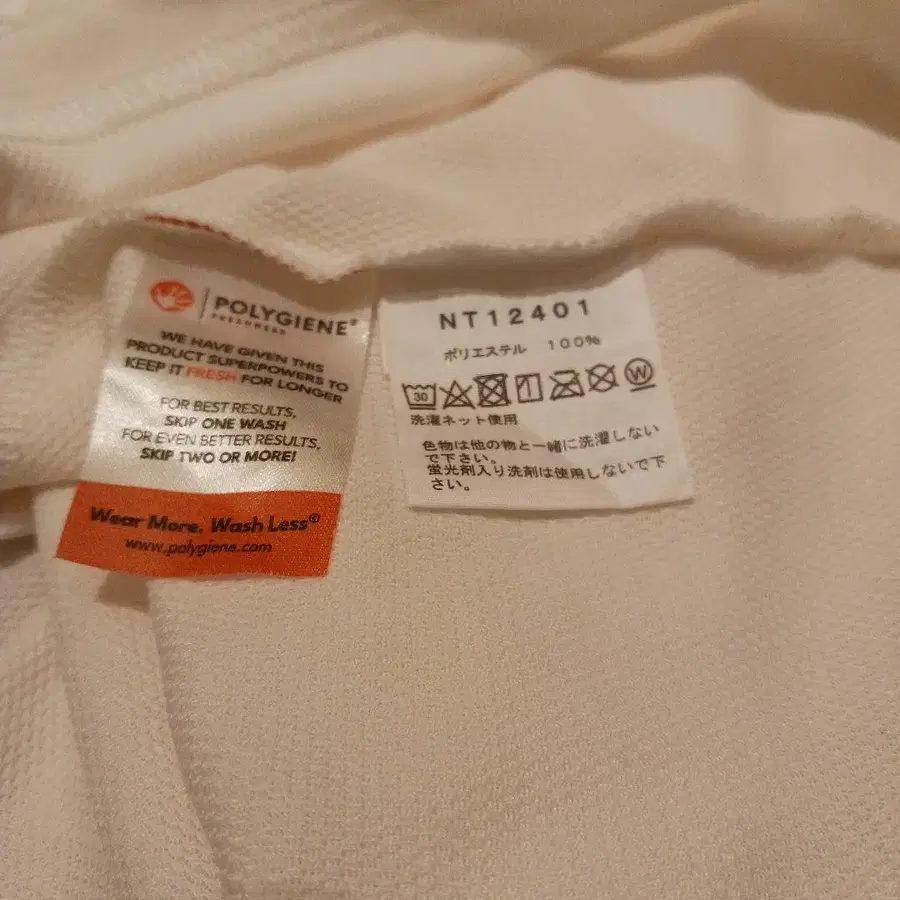 POLYGIENE®
FRESHWEAR
WE HAVE GIVEN THIS
PRODUCT SUPERPOWERS TO
KEEP IT FRESH FOR LONGER
FOR BEST RESULTS,
SKIP ONE WASH
FOR EVEN BETTER RESULTS,
SKIP TWO OR MORE!
Wear More. Wash Less®
www.polygiene.com
NT12401
ポリエステル 100%
30 W
洗濯ネット使用
色物は他の物と一緒に洗濯しない
で下さい。
蛍光剤入り洗剤は使用しないで下
さい。